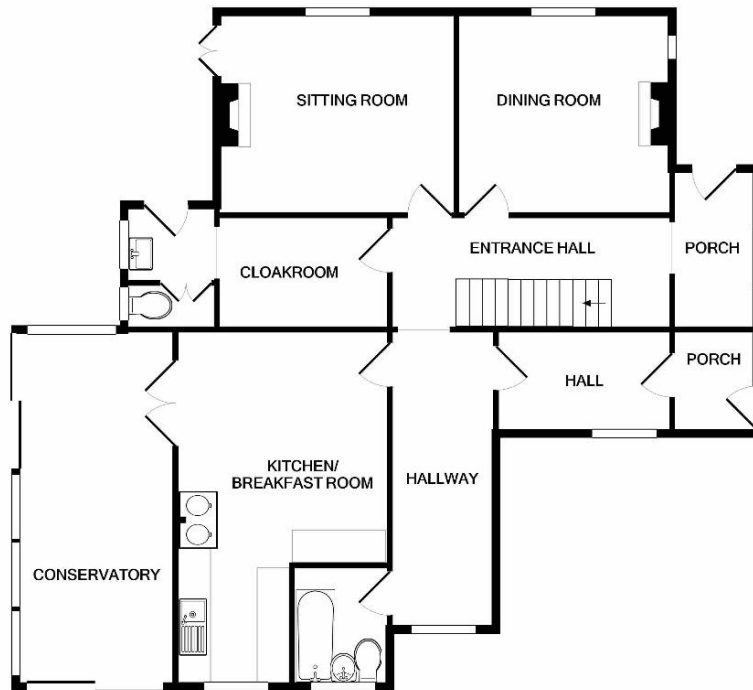 SITTING ROOM
DINING ROOM
ENTRANCE HALL
PORCH
CLOAKROOM
HALL
PORCH
KITCHEN/
BREAKFAST ROOM
HALLWAY
CONSERVATORY